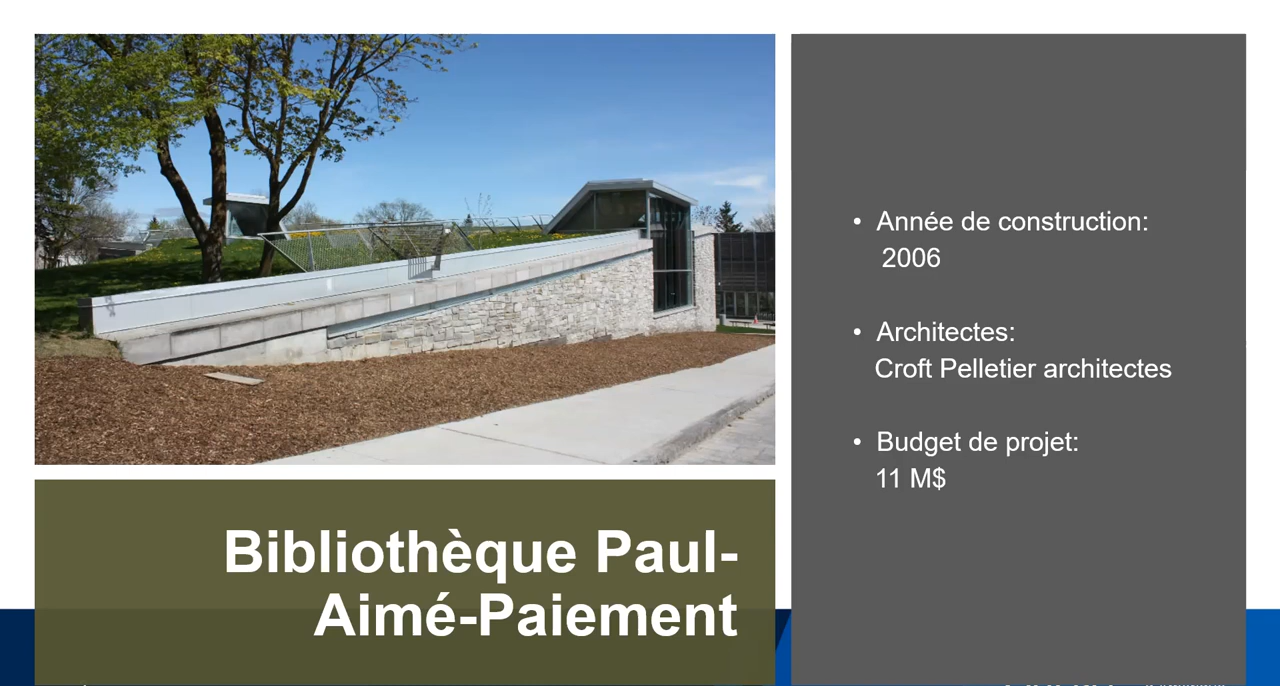 Bibliothèque Paul-
Aimé-Paiement
• Année de construction:
2006
• Architectes:
Croft Pelletier architectes
• Budget de projet:
11 M$